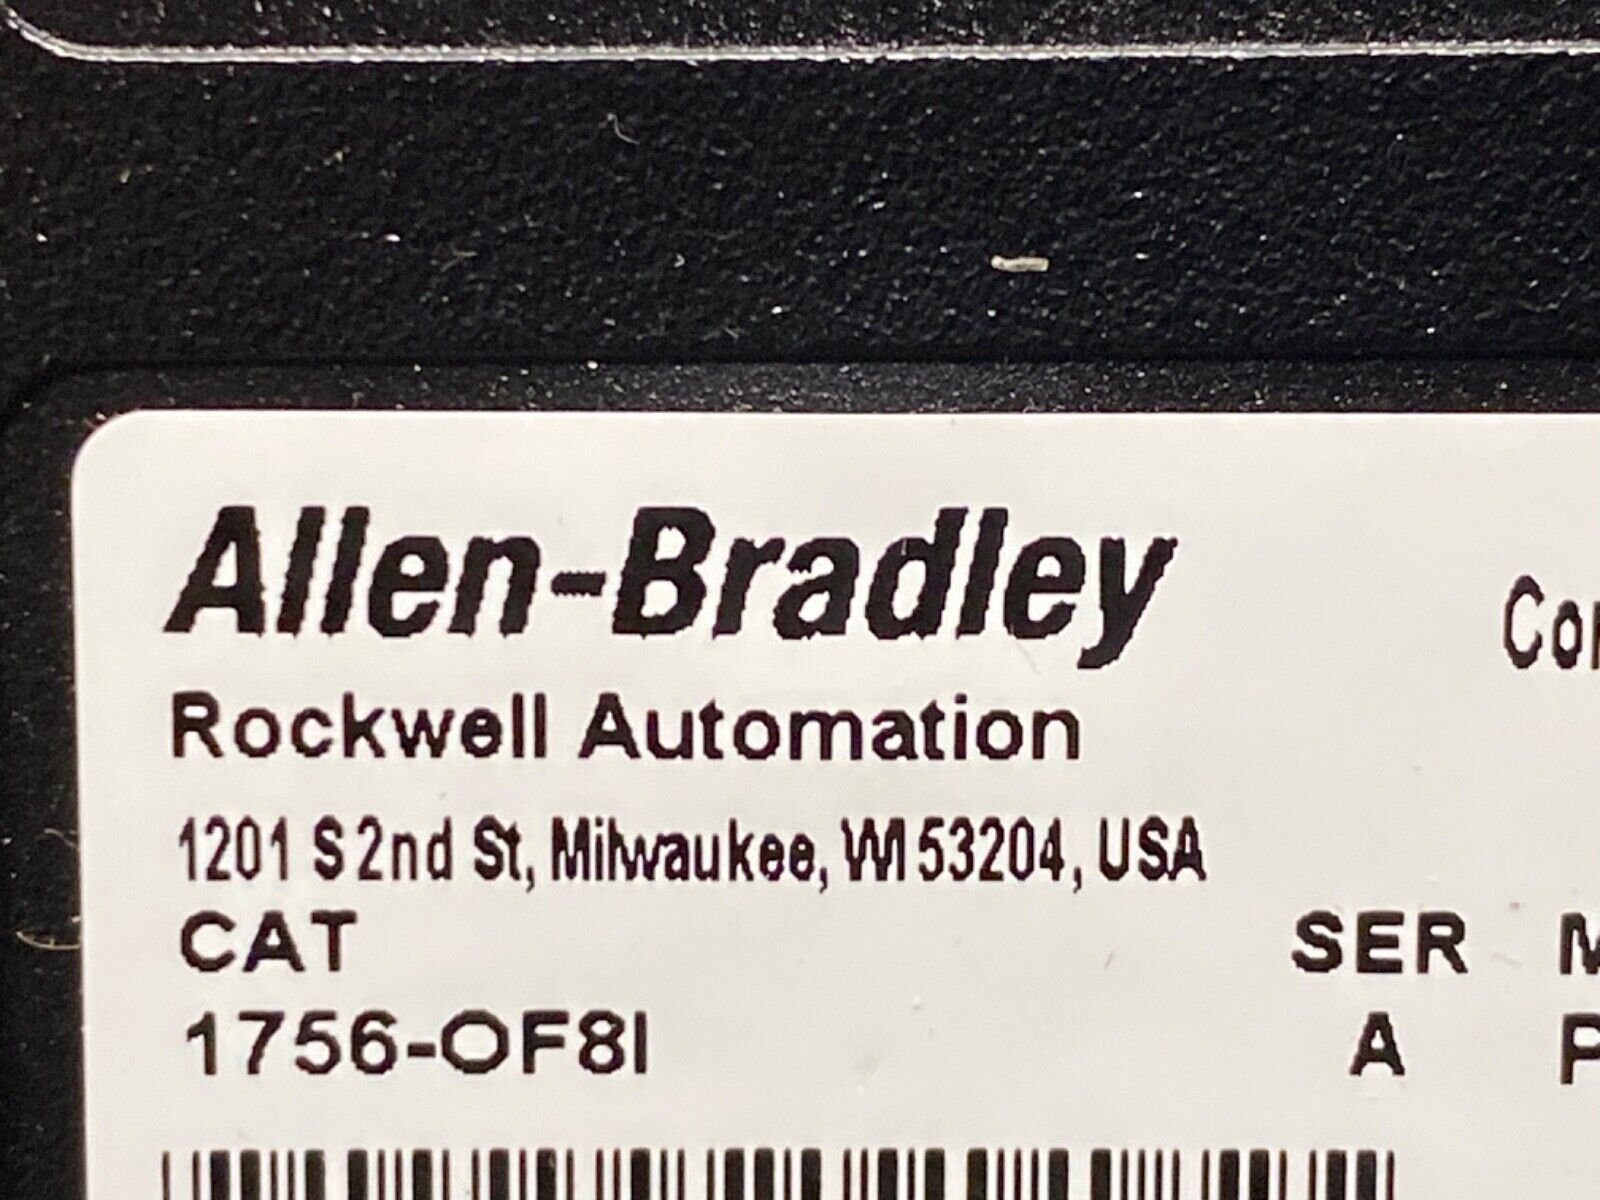 Allen-Bradley
Rockwell Automation
1201 S 2nd St, Milwaukee, WI 53204, USA
CAT SER
1756-OF8I A